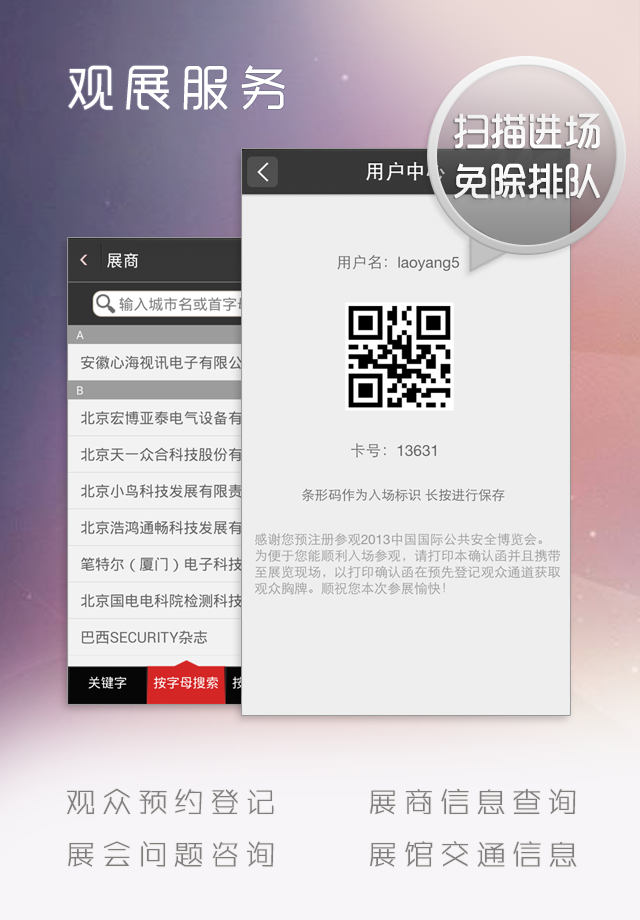 观展服务
扫描进场
免除排队
用户中心
用户名：laoyang5
卡号：13631
条形码作为入场标识 长按进行保存
感谢您预注册参观2013中国国际公共安全博览会。
为便于您能顺利入场参观，请打印本确认函并且携带
至展览现场，以打印确认函在预先登记观众通道获取
观众胸牌。顺祝您本次参展愉快！
展商
输入城市名或首字
A
安徽心海视讯电子有限公
B
北京宏博亚泰电气设备有
北京天一众合科技股份有
北京小鸟科技发展有限责
北京浩鸿通畅科技发展有
笔特尔（厦门）电子科技
北京国电电科院检测科技
巴西SECURITY杂志
关键字
按字母搜索
按
观众预约登记
展商信息查询
展会问题咨询
展馆交通信息